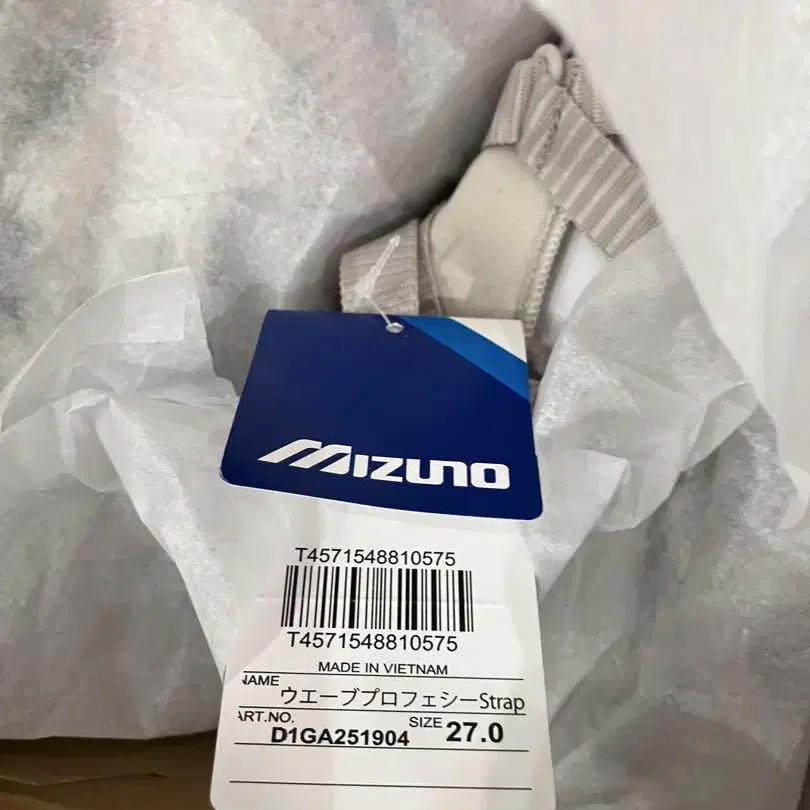 MIZUNO
T4571548810575
T4571548810575
MADE IN VIETNAM
NAME
ウエーブプロフェシーStrap
ART.NO. SIZE
D1GA251904 27.0